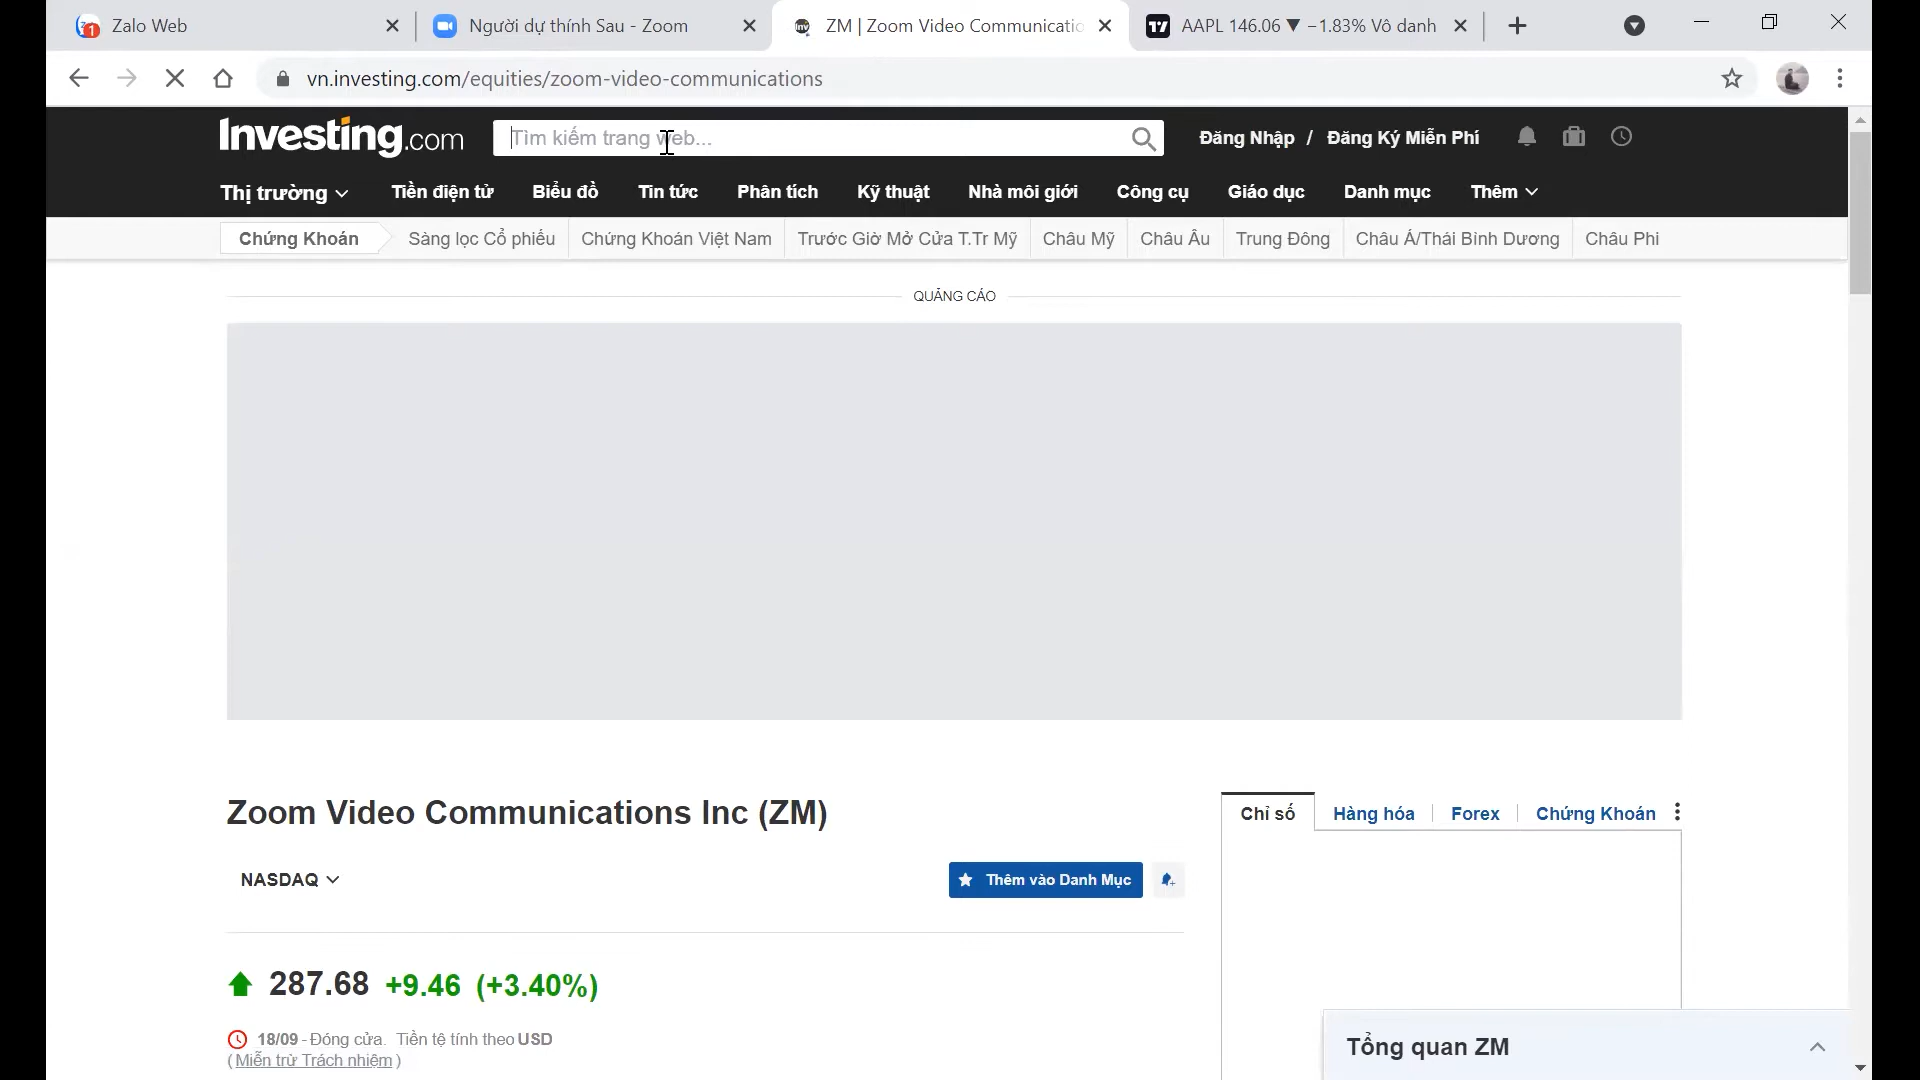 Zalo Web
Người dự thính Sau - Zoom
ZM | Zoom Video Communicatio
AAPL 146.06 ▼ −1.83% Vô danh
vn.investing.com/equities/zoom-video-communications
Investing.com
Tìm kiếm trang web...
Đăng Nhập / Đăng Ký Miễn Phí
Thị trường Tiền điện tử Biểu đồ Tin tức Phân tích Kỹ thuật Nhà môi giới Công cụ Giáo dục Danh mục Thêm
Chứng Khoán Sàng lọc Cổ phiếu Chứng Khoán Việt Nam Trước Giờ Mở Cửa T.Tr Mỹ Châu Mỹ Châu Âu Trung Đông Châu Á/Thái Bình Dương Châu Phi
QUẢNG CÁO
Zoom Video Communications Inc (ZM)
NASDAQ
Thêm vào Danh Mục
287.68 +9.46 (+3.40%)
18/09 - Đóng cửa. Tiền tệ tính theo USD
( Miễn trừ Trách nhiệm )
Chỉ số Hàng hóa Forex Chứng Khoán
Tổng quan ZM